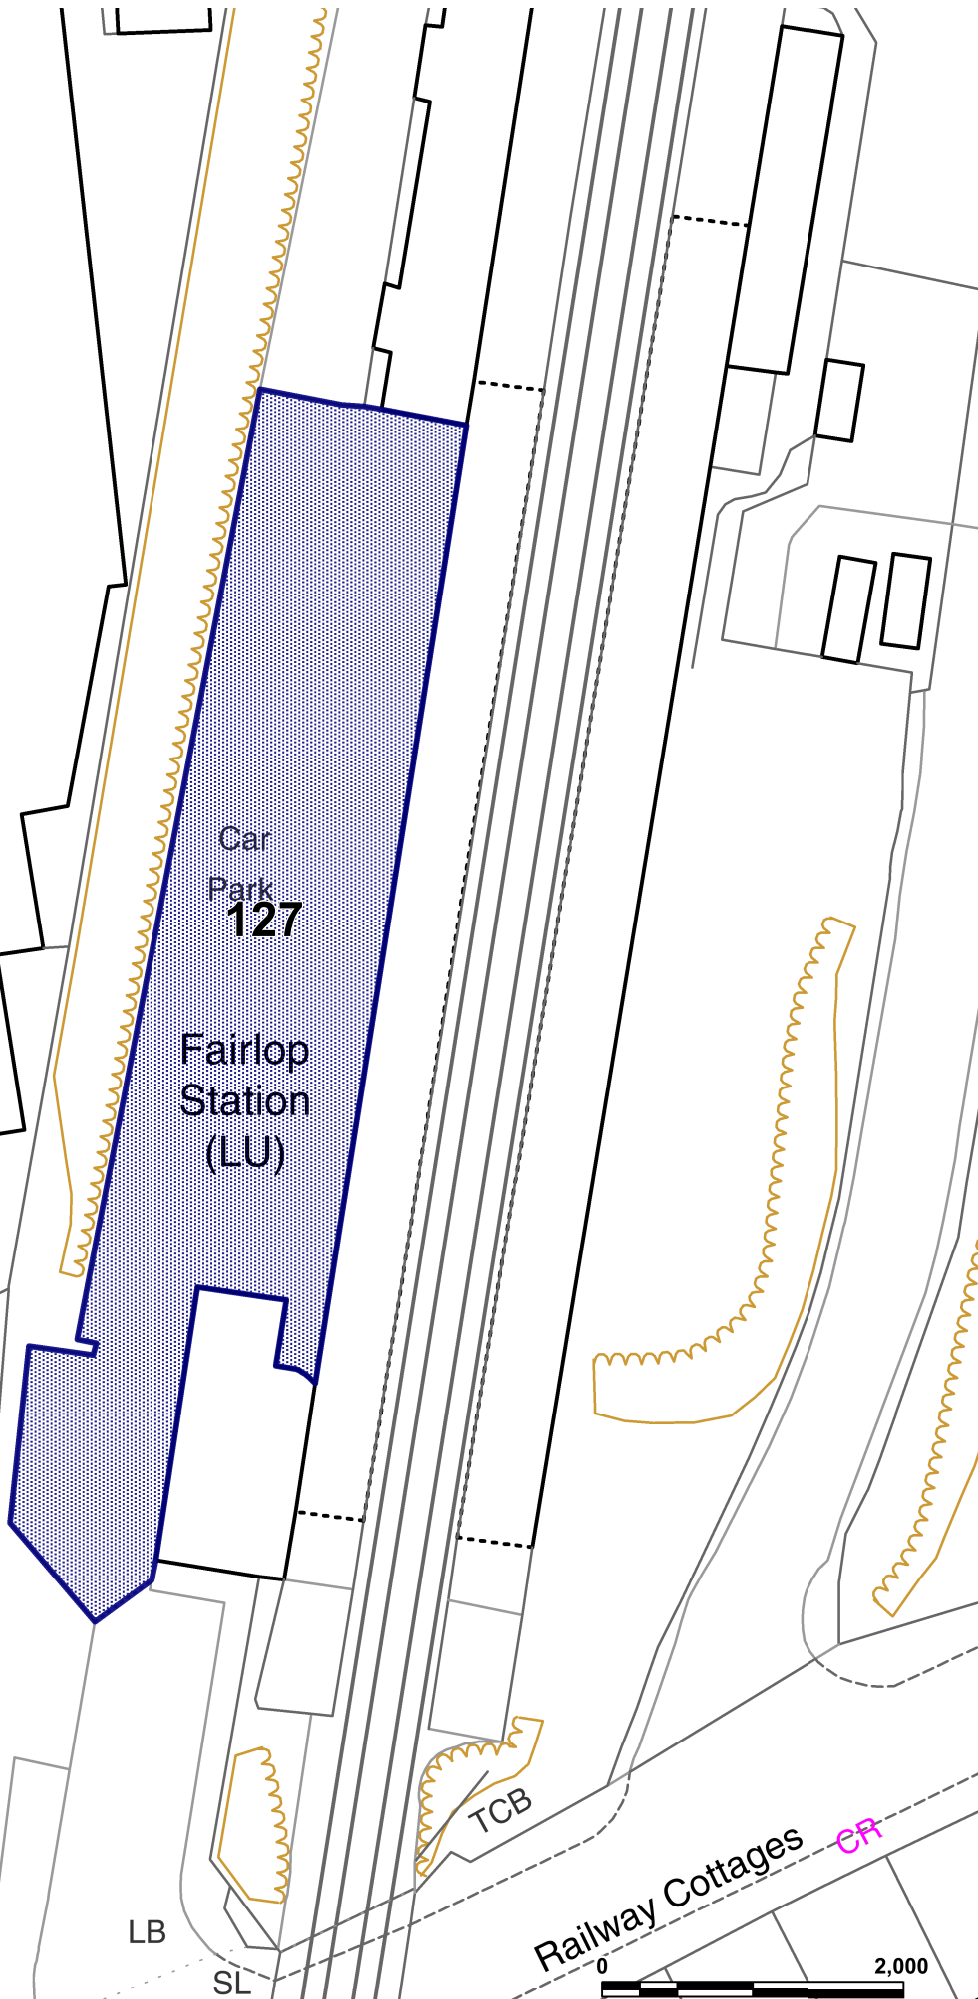 Car
Park
127
Fairlop
Station
(LU)
TCB
CR
Railway Cottages
LB
SL
0 2,000